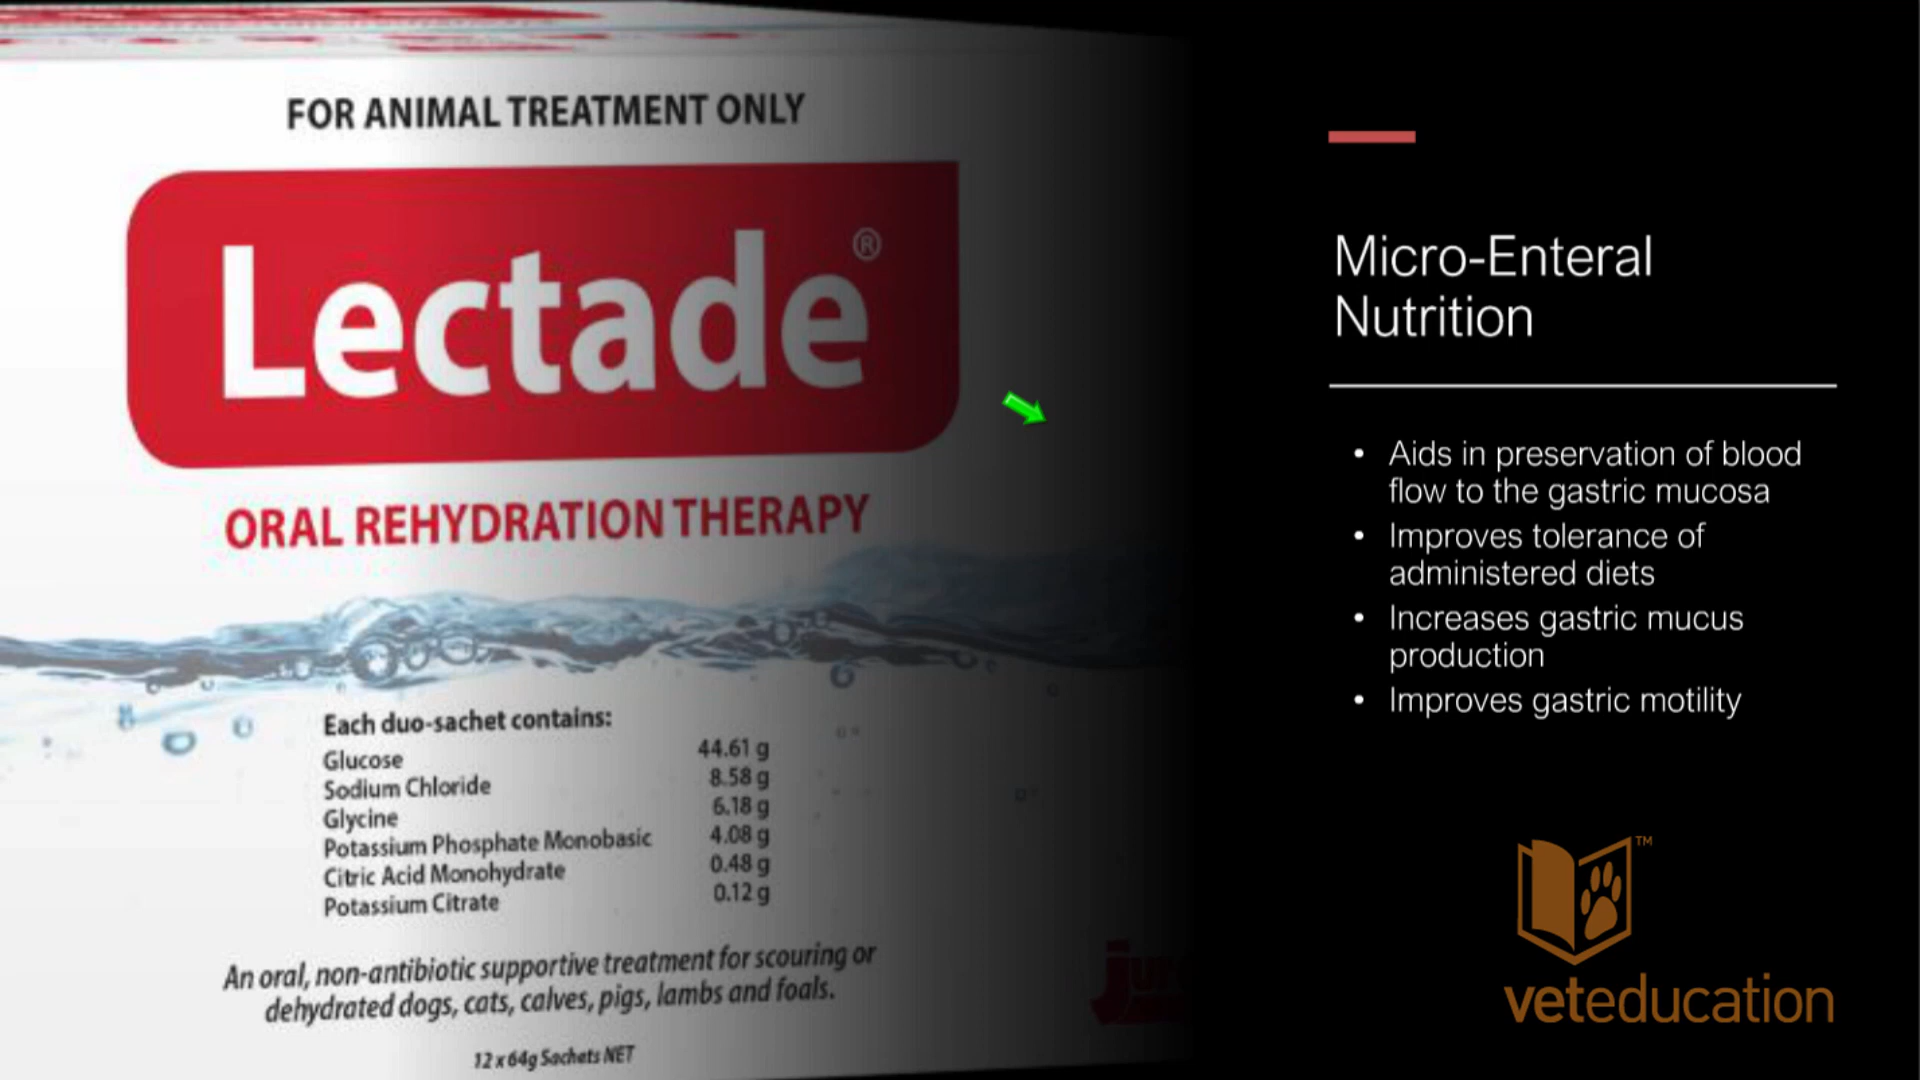 FOR ANIMAL TREATMENT ONLY
Lectade®
ORAL REHYDRATION THERAPY
Each duo-sachet contains:
Glucose 44.61 g
Sodium Chloride 8.58 g
Glycine 6.18 g
Potassium Phosphate Monobasic 4.08 g
Citric Acid Monohydrate 0.48 g
Potassium Citrate 0.12 g
An oral, non-antibiotic supportive treatment for scouring or
dehydrated dogs, cats, calves, pigs, lambs and foals.
12 x 64g Sachets NET
Micro-Enteral
Nutrition
• Aids in preservation of blood
flow to the gastric mucosa
• Improves tolerance of
administered diets
• Increases gastric mucus
production
• Improves gastric motility
TM
veteducation